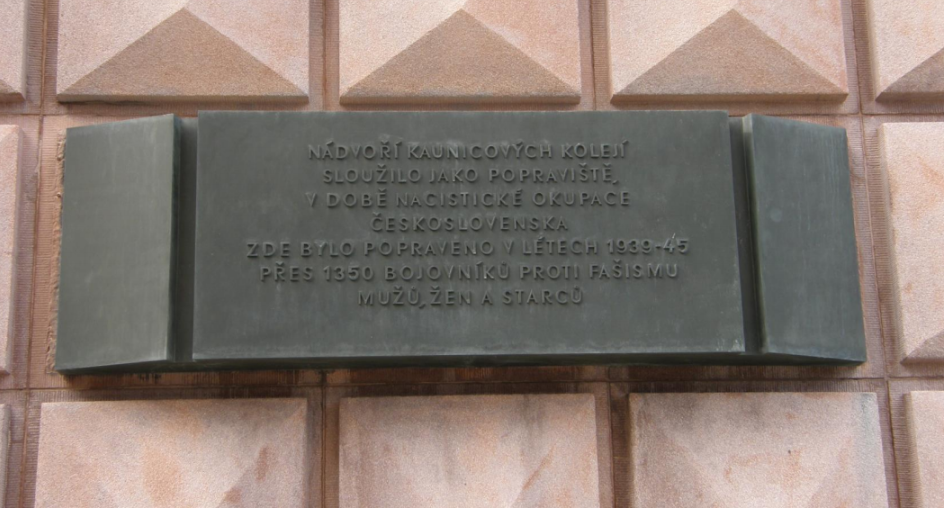 NÁDVOŘÍ KAUNICOVÝCH KOLEJÍ
SLOUŽILO JAKO POPRAVIŠTĚ,
V DOBĚ NACISTICKÉ OKUPACE
ČESKOSLOVENSKA
ZDE BYLO POPRAVENO V LÉTECH 1939-45
PŘES 1350 BOJOVNÍKŮ PROTI FAŠISMU
MUŽŮ, ŽEN A STARCŮ